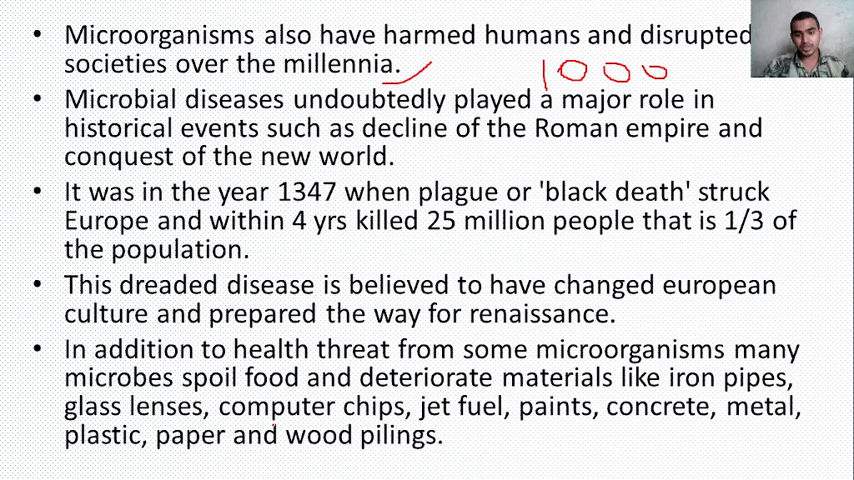 • Microorganisms also have harmed humans and disrupted
societies over the millennia.
1000
• Microbial diseases undoubtedly played a major role in
historical events such as decline of the Roman empire and
conquest of the new world.
• It was in the year 1347 when plague or 'black death' struck
Europe and within 4 yrs killed 25 million people that is 1/3 of
the population.
• This dreaded disease is believed to have changed european
culture and prepared the way for renaissance.
• In addition to health threat from some microorganisms many
microbes spoil food and deteriorate materials like iron pipes,
glass lenses, computer chips, jet fuel, paints, concrete, metal,
plastic, paper and wood pilings.